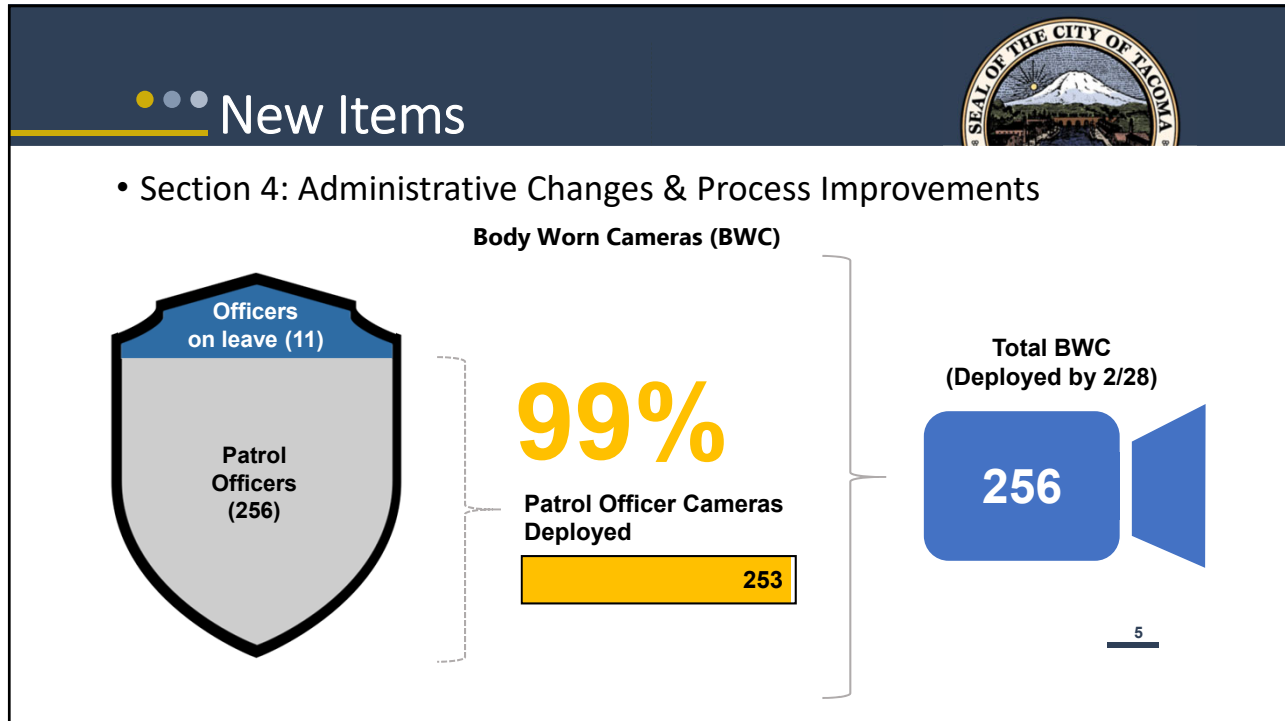 New Items
SEAL OF THE CITY OF TACOMA
• Section 4: Administrative Changes & Process Improvements
Body Worn Cameras (BWC)
Officers
on leave (11)
Patrol
Officers
(256)
99%
Patrol Officer Cameras
Deployed
253
Total BWC
(Deployed by 2/28)
256
5